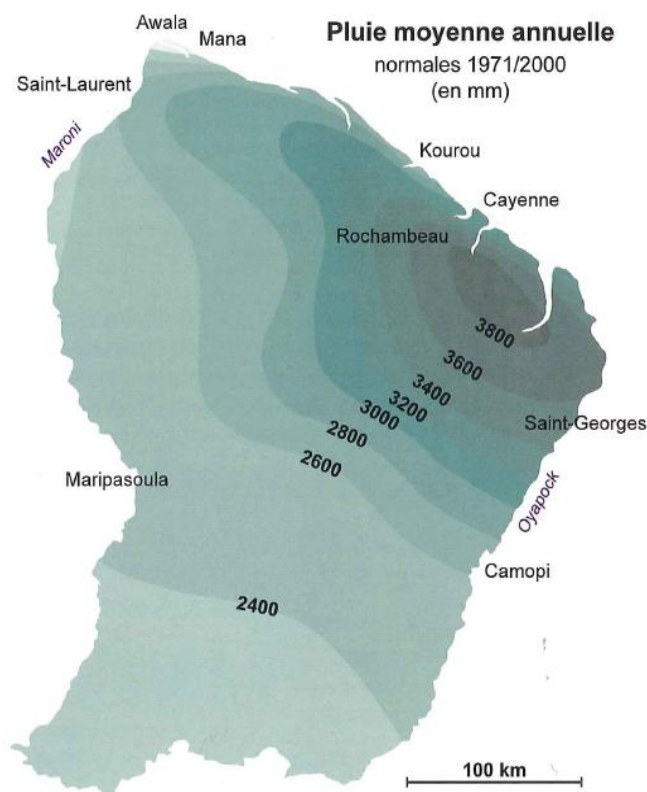 Pluie moyenne annuelle
normales 1971/2000
(en mm)
Awala
Mana
Saint-Laurent
Maroni
Kourou
Cayenne
Rochambeau
3800
3600
3400
3200
3000
2800
2600
Saint-Georges
Maripasoula
Oyapock
Camopi
2400
100 km